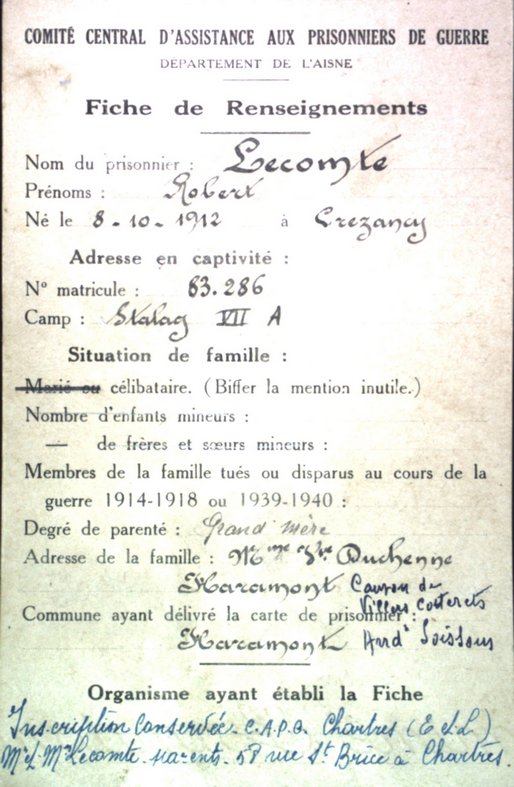 COMITÉ CENTRAL D'ASSISTANCE AUX PRISONNIERS DE GUERRE
DÉPARTEMENT DE L'AISNE
Fiche de Renseignements
Nom du prisonnier : Lecomte
Prénoms : Robert
Né le 8-10-1912 à Crezancy
Adresse en captivité :
N° matricule : 83.286
Camp : Stalag VII A
Situation de famille :
Marié ou célibataire. (Biffer la mention inutile.)
Nombre d'enfants mineurs :
— de frères et sœurs mineurs :
Membres de la famille tués ou disparus au cours de la
guerre 1914-1918 ou 1939-1940 :
Degré de parenté : Grand mère
Adresse de la famille : Mme Vve Duchenne
Haramont Canton de
Villers Cotterets
Commune ayant délivré la carte de prisonnier :
Haramont Arrdt Soissons
Organisme ayant établi la Fiche
Inscription conservée. C.A.P.G. Chartres (E et L)
Mr et Me Lecomte parents. 58 rue St Brice à Chartres.